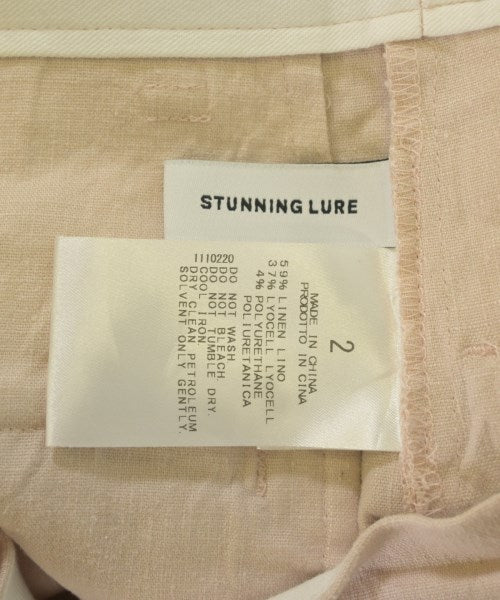 STUNNING LURE
2
MADE IN CHINA
PRODOTTO IN CINA
59% LINEN LINO
37% LYOCELL LYOCELL
4% POLYURETHANE
POLIURETANICA
1110220
DO NOT WASH
DO NOT BLEACH
DO NOT TUMBLE DRY.
COOL IRON
DRY CLEAN PETROLEUM
SOLVENT ONLY GENTLY.